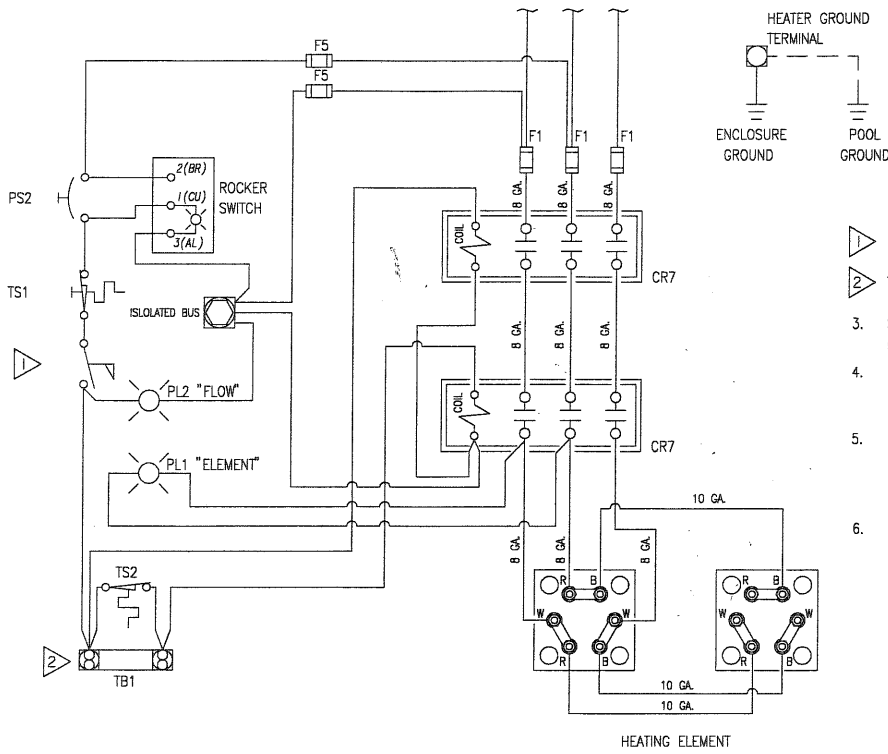 HEATER GROUND
TERMINAL
F5
F5
F1
F1
F1
ENCLOSURE
GROUND
POOL
GROUND
2(BR)
1(CU)
3(AL)
ROCKER
SWITCH
PS2
8 GA.
8 GA.
8 GA.
COIL
CR7
TS1
ISLOLATED BUS
1
2
3.
4.
5.
6.
8 GA.
8 GA.
8 GA.
1
PL2 "FLOW"
COIL
CR7
PL1 "ELEMENT"
10 GA.
8 GA.
8 GA.
8 GA.
TS2
R
B
W
W
R
B
R
B
W
W
R
B
2
TB1
10 GA.
10 GA.
HEATING ELEMENT